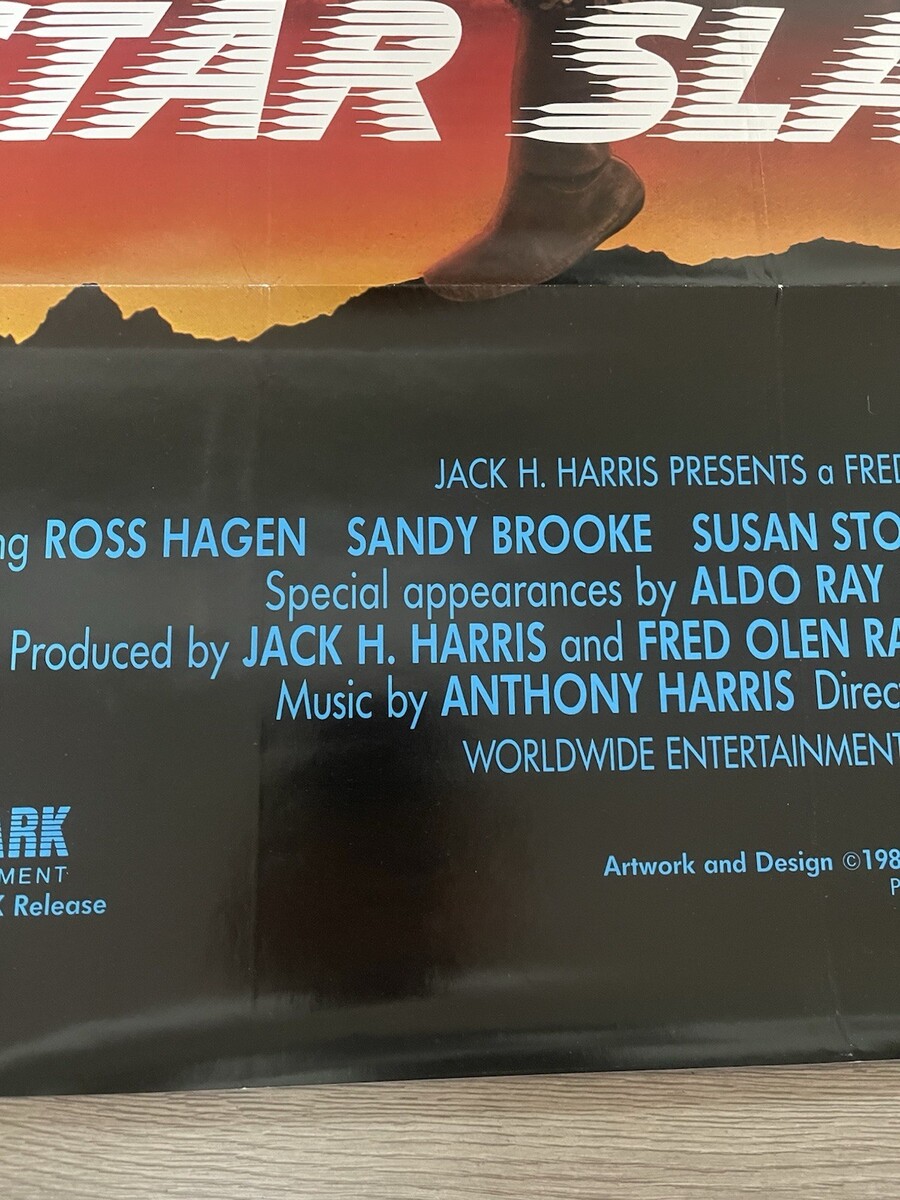 STAR SLA
JACK H. HARRIS PRESENTS a FRED
ng ROSS HAGEN SANDY BROOKE SUSAN STO
Special appearances by ALDO RAY
Produced by JACK H. HARRIS and FRED OLEN RA
Music by ANTHONY HARRIS Direc
WORLDWIDE ENTERTAINMENT
ARK
MENT
K Release
Artwork and Design ©198
P